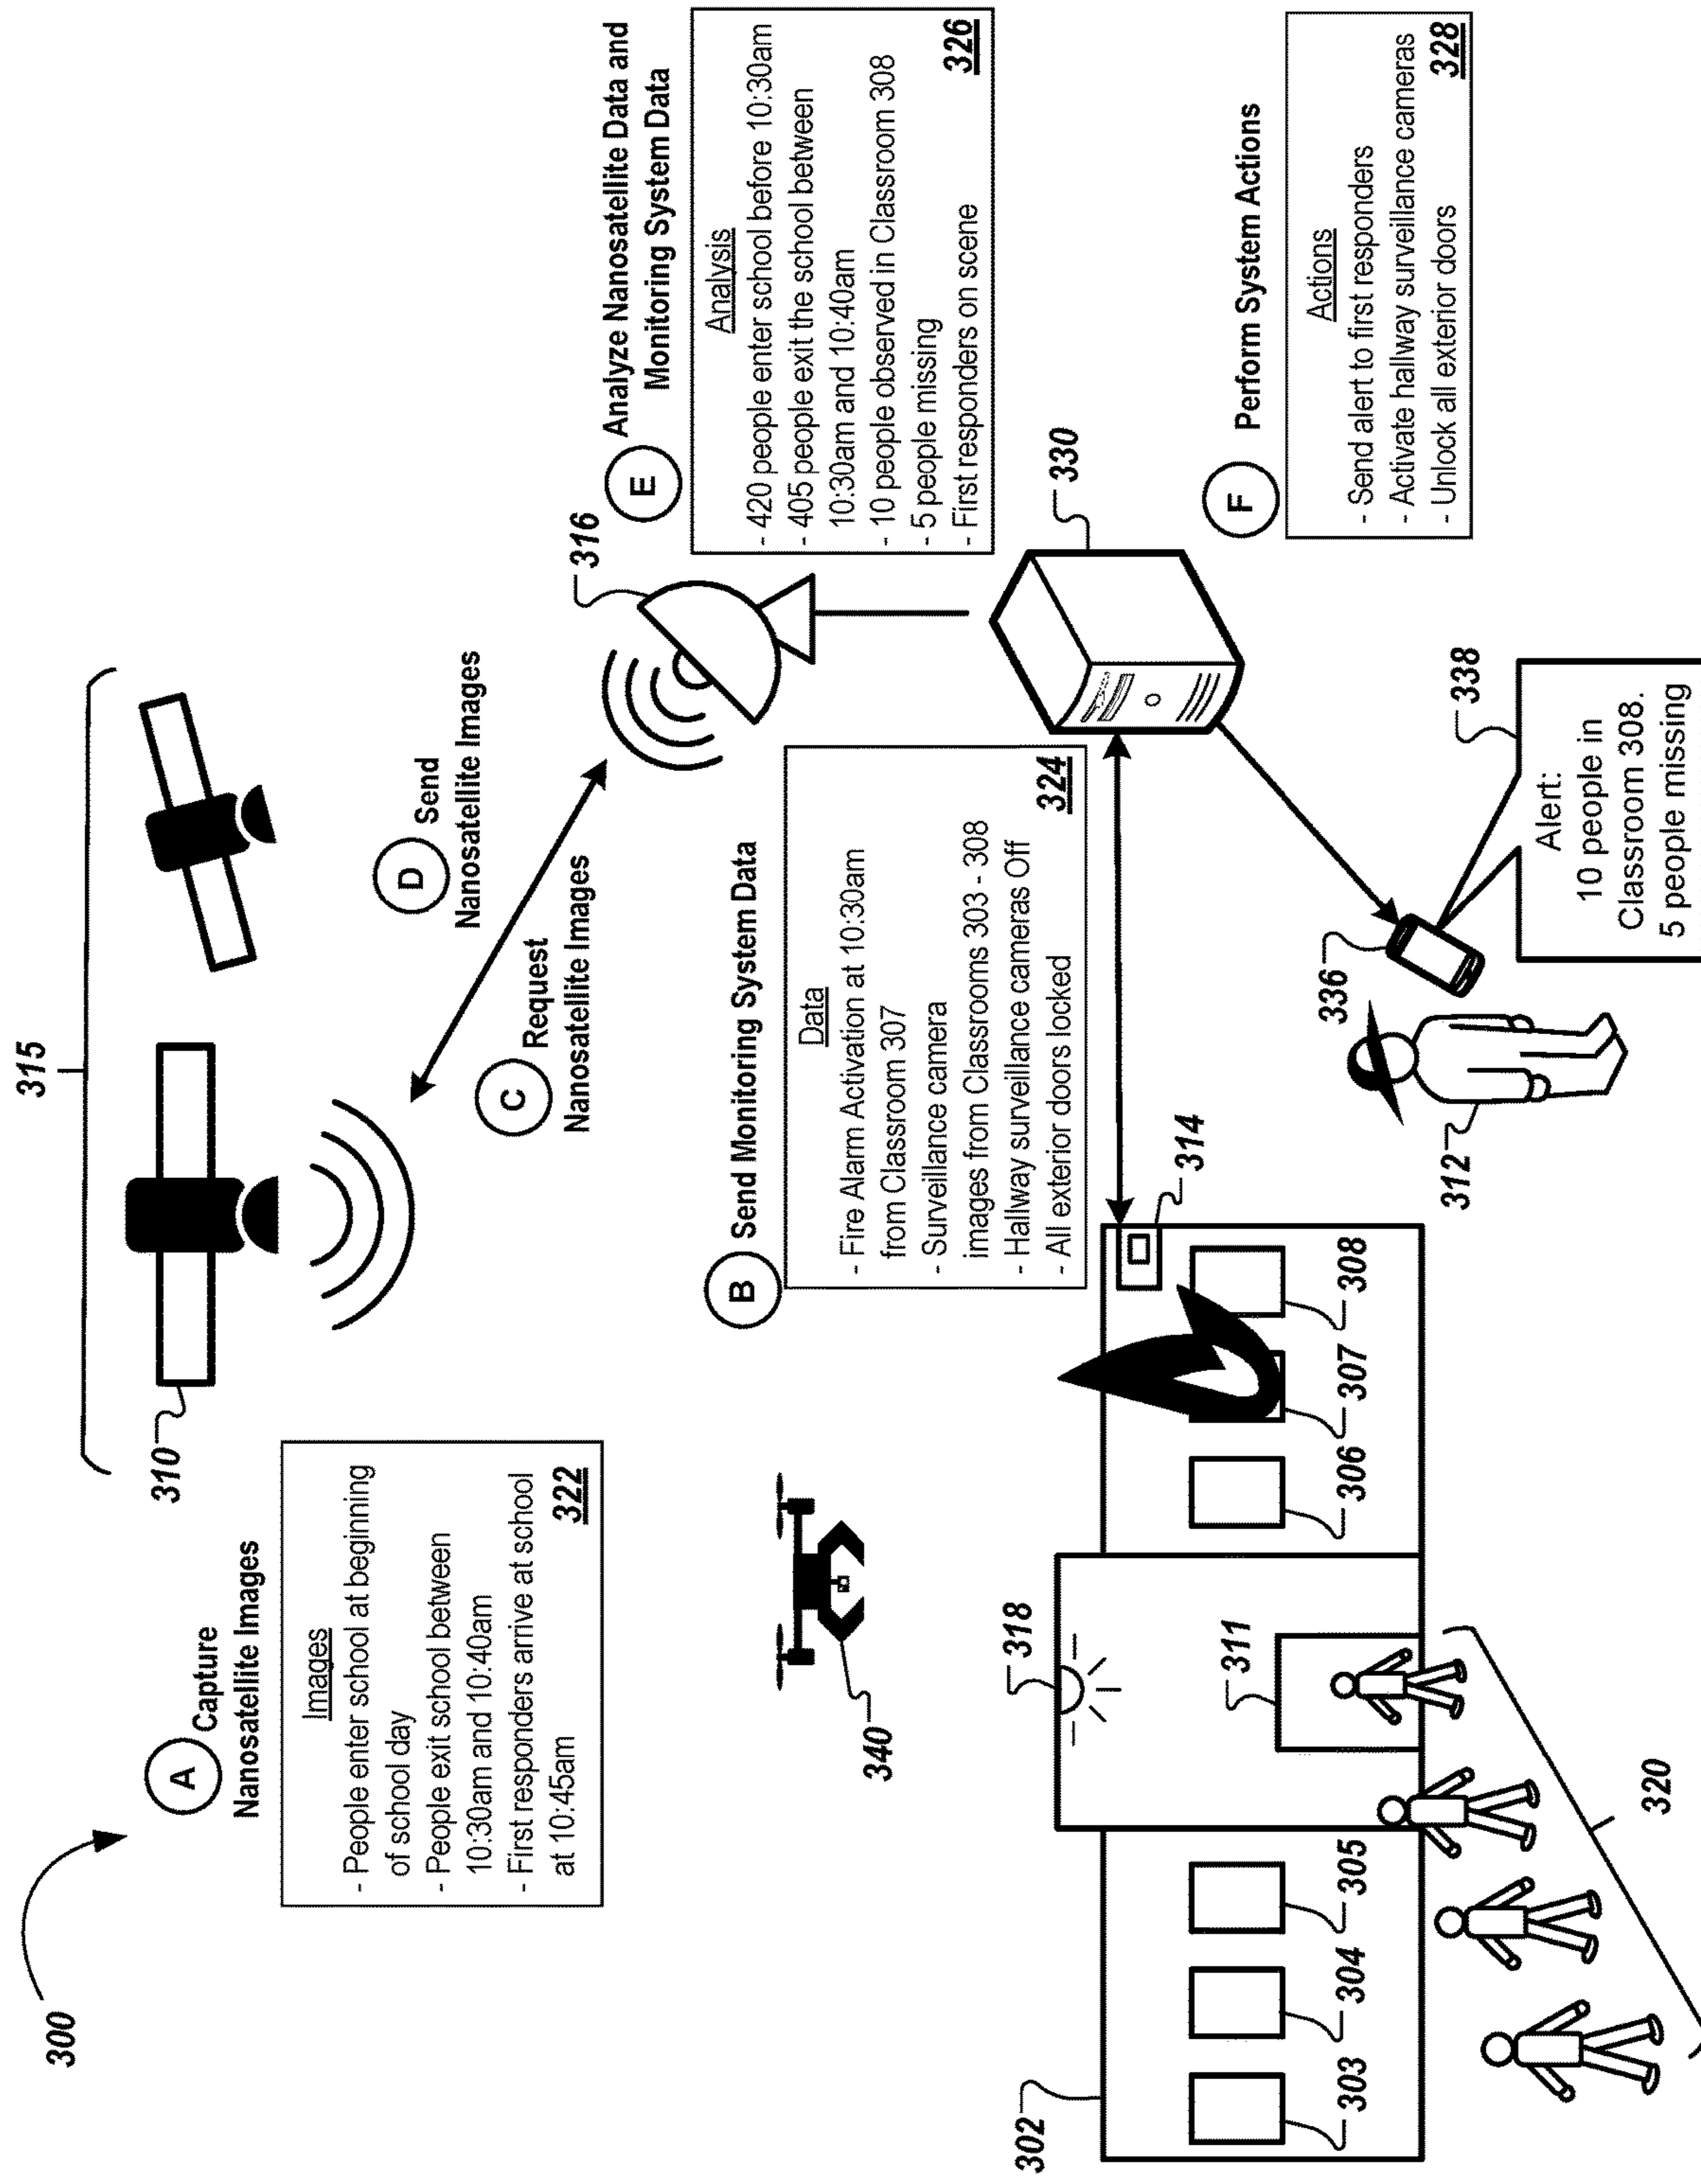 300
315
310
A Capture
Nanosatellite Images
Images
- People enter school at beginning
of school day
- People exit school between
10:30am and 10:40am
- First responders arrive at school
at 10:45am
322
D Send
Nanosatellite Images
C Request
Nanosatellite Images
316
E Analyze Nanosatellite Data and
Monitoring System Data
Analysis
- 420 people enter school before 10:30am
- 405 people exit the school between
10:30am and 10:40am
- 10 people observed in Classroom 308
- 5 people missing
- First responders on scene
326
B Send Monitoring System Data
Data
- Fire Alarm Activation at 10:30am
from Classroom 307
- Surveillance camera
images from Classrooms 303 - 308
- Hallway surveillance cameras Off
- All exterior doors locked
324
340
330
F Perform System Actions
Actions
- Send alert to first responders
- Activate hallway surveillance cameras
- Unlock all exterior doors
328
302
318
314
311
303
304
305
306
307
308
336
312
338
Alert:
10 people in
Classroom 308.
5 people missing
320